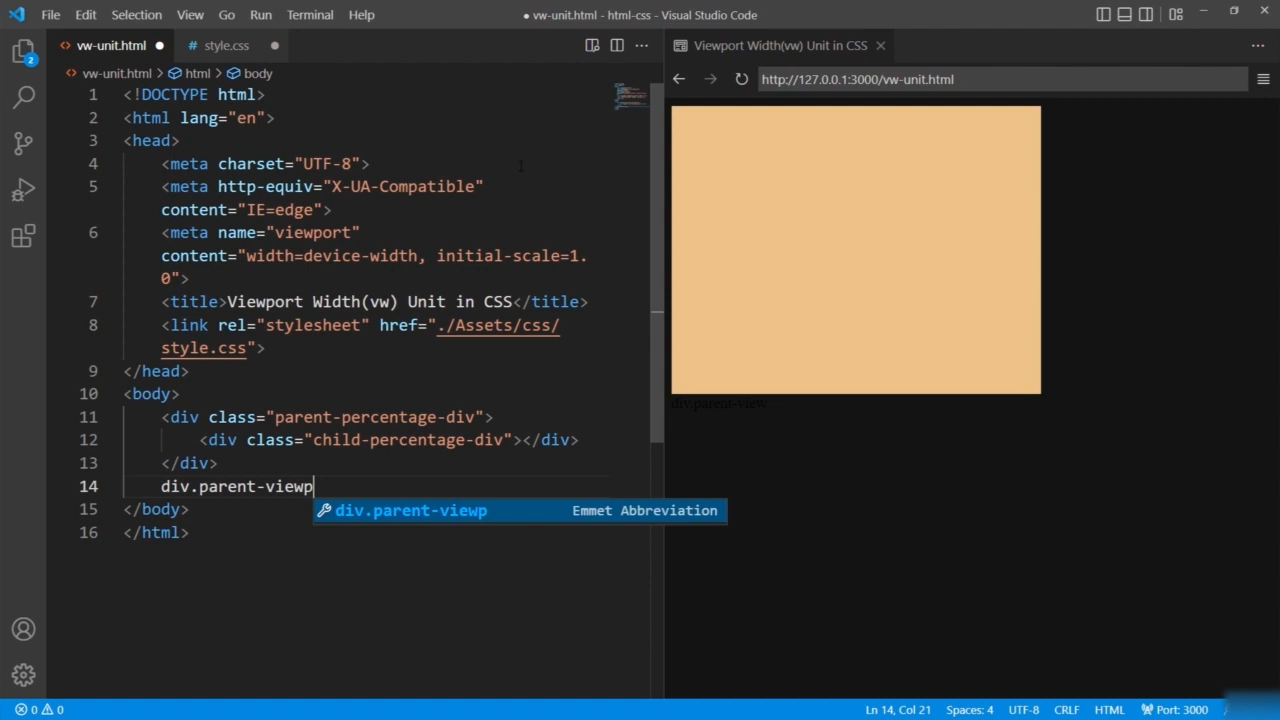 File Edit Selection View Go Run Terminal Help
● vw-unit.html - html-css - Visual Studio Code
vw-unit.html ●
# style.css ●
Viewport Width(vw) Unit in CSS
2
vw-unit.html > html > body
http://127.0.0.1:3000/vw-unit.html
1 <!DOCTYPE html>
2 <html lang="en">
3 <head>
4 <meta charset="UTF-8">
5 <meta http-equiv="X-UA-Compatible"
content="IE=edge">
6 <meta name="viewport"
content="width=device-width, initial-scale=1.
0">
7 <title>Viewport Width(vw) Unit in CSS</title>
8 <link rel="stylesheet" href="./Assets/css/
style.css">
9 </head>
10 <body>
11 <div class="parent-percentage-div">
12 <div class="child-percentage-div"></div>
13 </div>
14 div.parent-viewp
15 </body>
16 </html>
div.parent-viewp Emmet Abbreviation
div.parent-view
0 0
Ln 14, Col 21 Spaces: 4 UTF-8 CRLF HTML Port: 3000